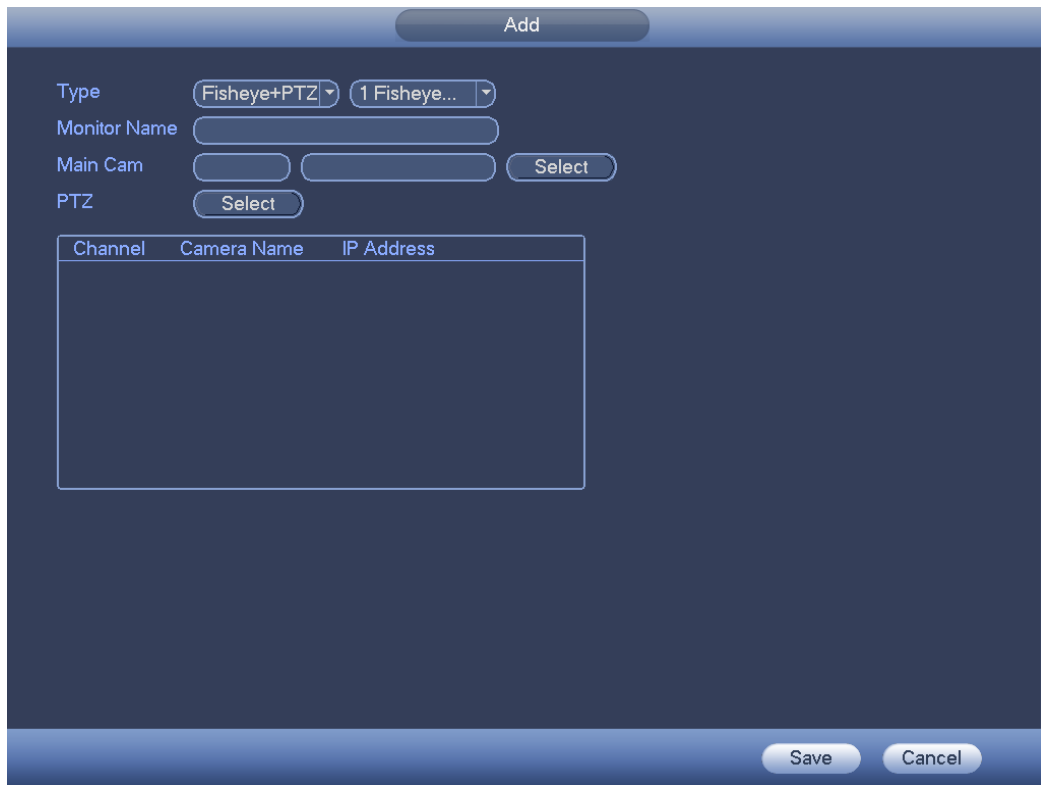 Add
Type Fisheye+PTZ 1 Fisheye...
Monitor Name
Main Cam Select
PTZ Select
Channel Camera Name IP Address
Save Cancel